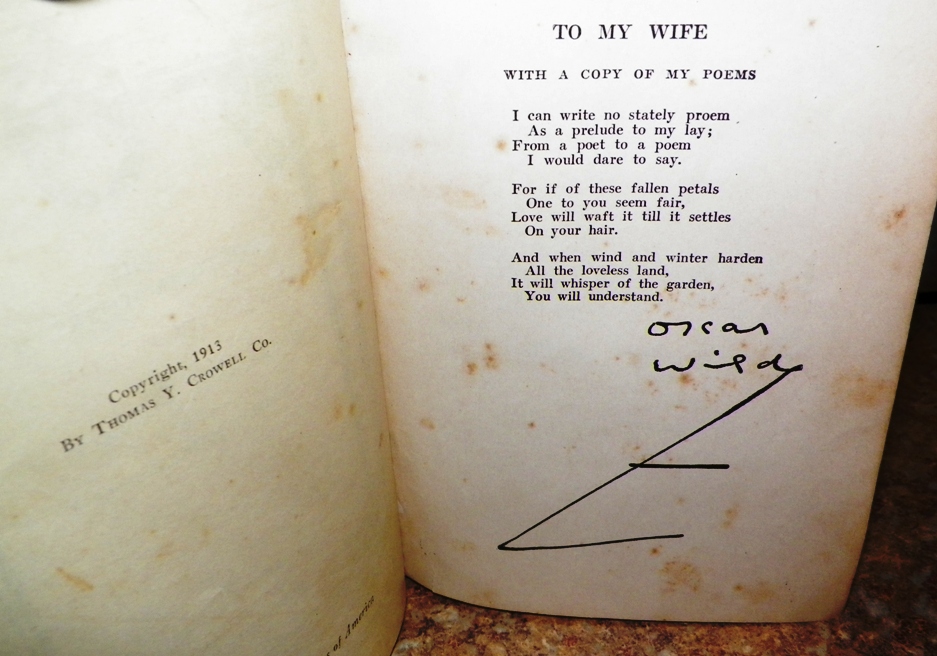 Copyright, 1913
By Thomas Y. Crowell Co.
of America
TO MY WIFE
WITH A COPY OF MY POEMS
I can write no stately proem
As a prelude to my lay;
From a poet to a poem
I would dare to say.
For if of these fallen petals
One to you seem fair,
Love will waft it till it settles
On your hair.
And when wind and winter harden
All the loveless land,
It will whisper of the garden,
You will understand.
Oscar
Wilde